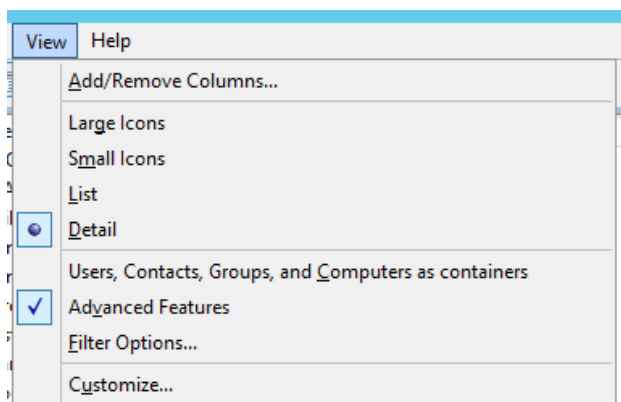 View Help
Add/Remove Columns...
Large Icons
Small Icons
List
Detail
Users, Contacts, Groups, and Computers as containers
Advanced Features
Filter Options...
Customize...